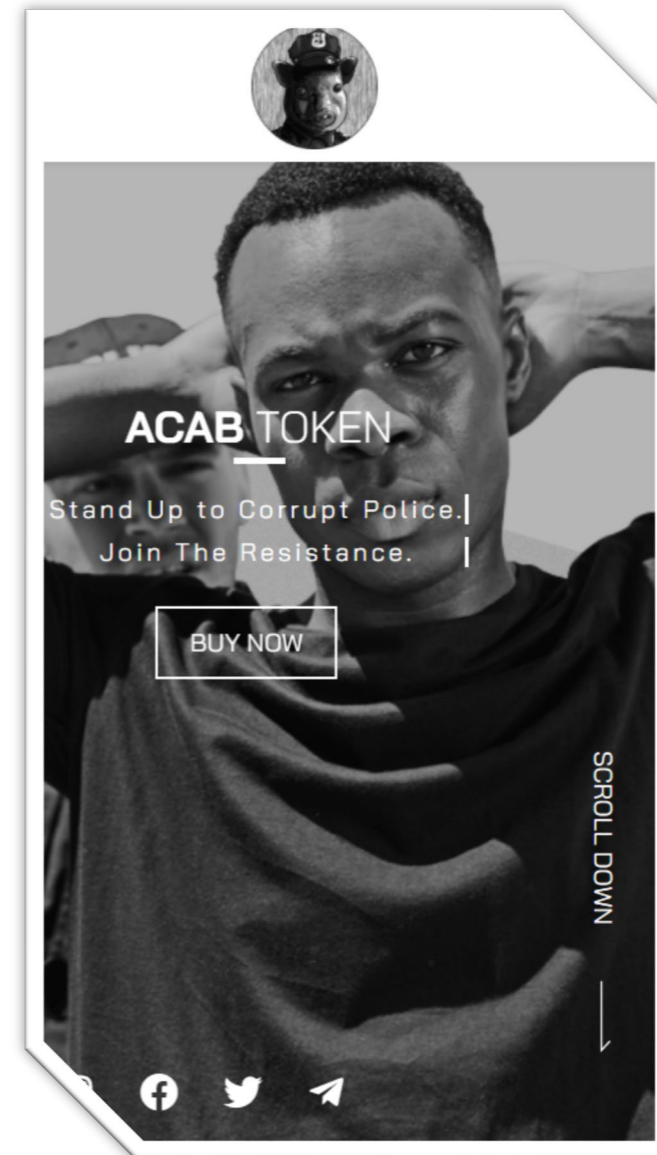 ACAB TOKEN
Stand Up to Corrupt Police.
Join The Resistance.
BUY NOW
SCROLL DOWN